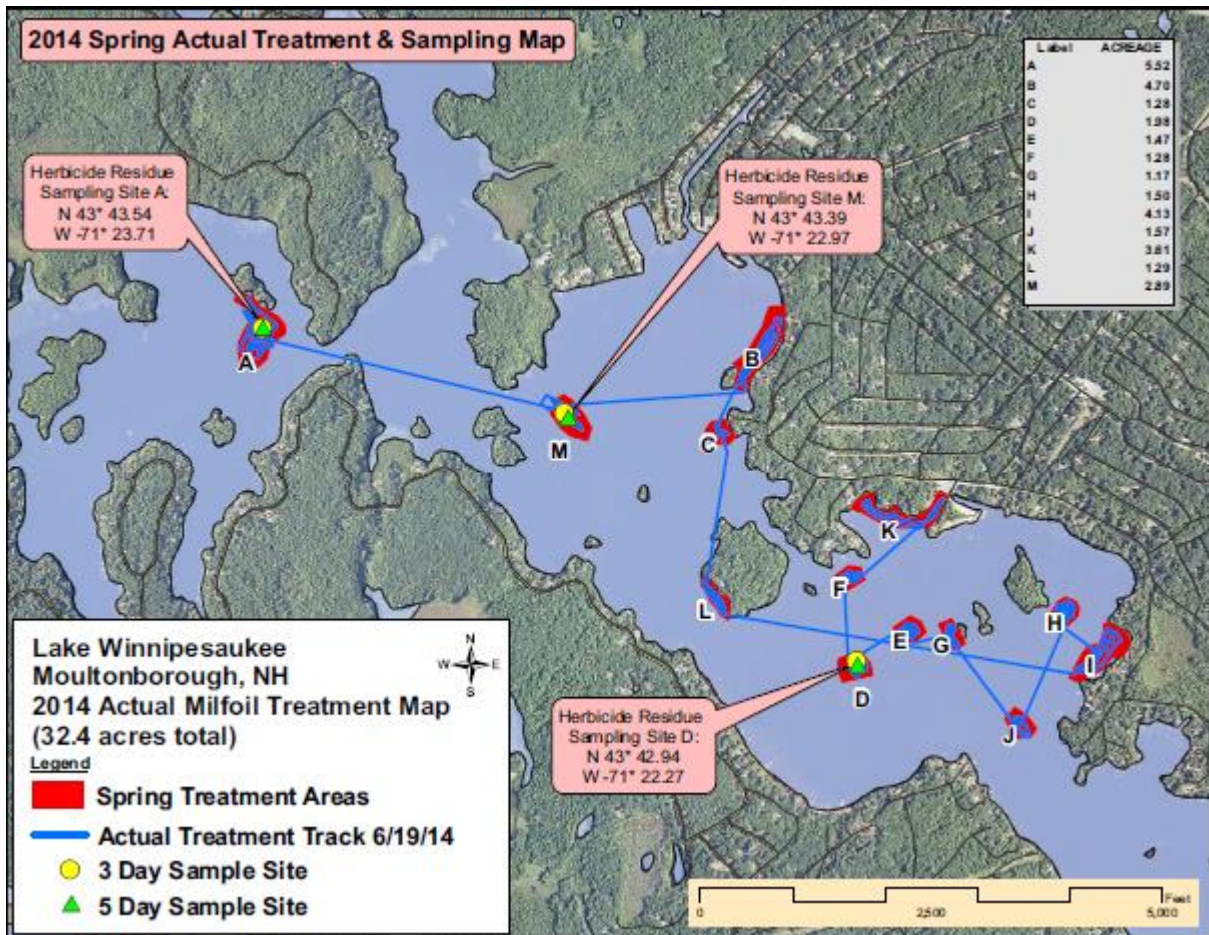 2014 Spring Actual Treatment & Sampling Map
Label ACREAGE
A 5.52
B 4.70
C 1.28
D 1.98
E 1.47
F 1.28
G 1.17
H 1.50
I 4.13
J 1.57
K 3.61
L 1.29
M 2.89
Herbicide Residue
Sampling Site A:
N 43* 43.54
W -71* 23.71
Herbicide Residue
Sampling Site M:
N 43* 43.39
W -71* 22.97
A
B
M
C
K
F
L
E
G
H
I
D
J
Herbicide Residue
Sampling Site D:
N 43* 42.94
W -71* 22.27
Lake Winnipesaukee
Moultonborough, NH
2014 Actual Milfoil Treatment Map
(32.4 acres total)
N
W E
S
Legend
Spring Treatment Areas
Actual Treatment Track 6/19/14
3 Day Sample Site
5 Day Sample Site
Feet
0 2,500 5,000